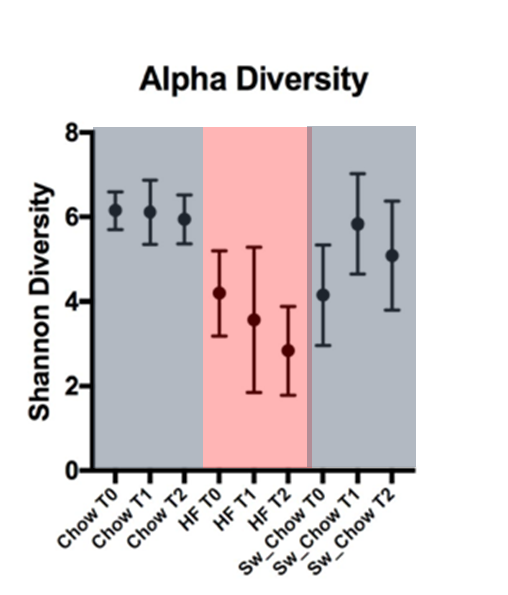 Alpha Diversity
Shannon Diversity
8
6
4
2
0
Chow T0
Chow T1
Chow T2
HF T0
HF T1
HF T2
Sw_Chow T0
Sw_Chow T1
Sw_Chow T2